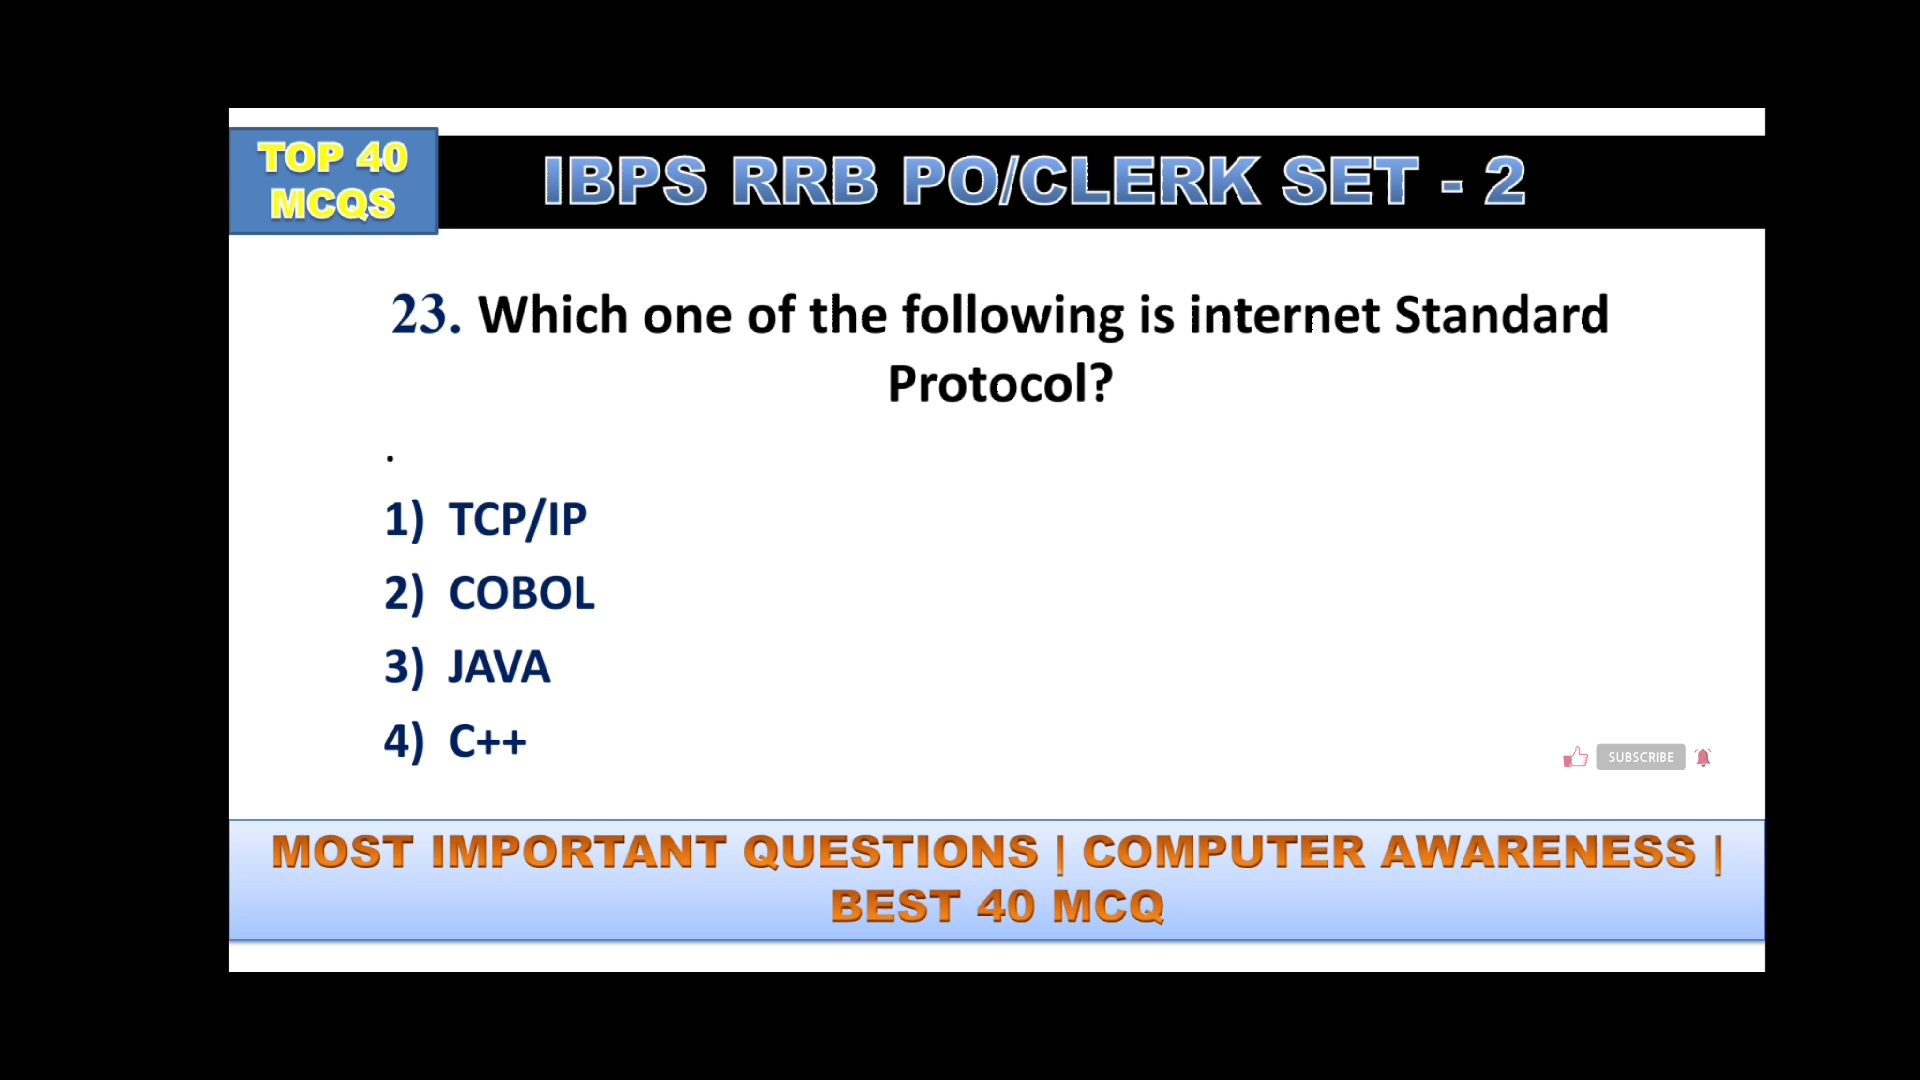 TOP 40
MCQS
IBPS RRB PO/CLERK SET - 2
23. Which one of the following is internet Standard
Protocol?
.
1) TCP/IP
2) COBOL
3) JAVA
4) C++
SUBSCRIBE
MOST IMPORTANT QUESTIONS | COMPUTER AWARENESS |
BEST 40 MCQ